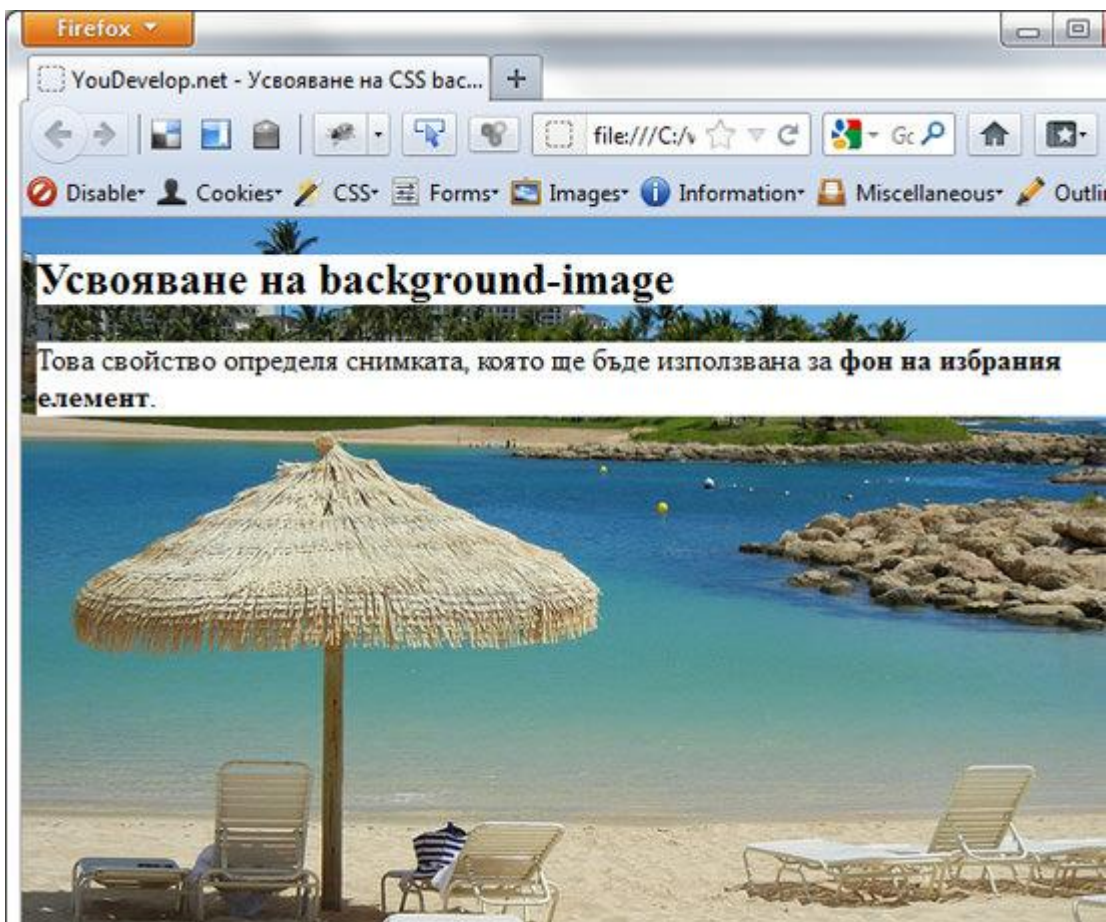 Firefox
YouDevelop.net - Усвояване на CSS bac...
file:///C:/
Disable Cookies CSS Forms Images Information Miscellaneous Outli
Усвояване на background-image
Това свойство определя снимката, която ще бъде използвана за фон на избрания
елемент.